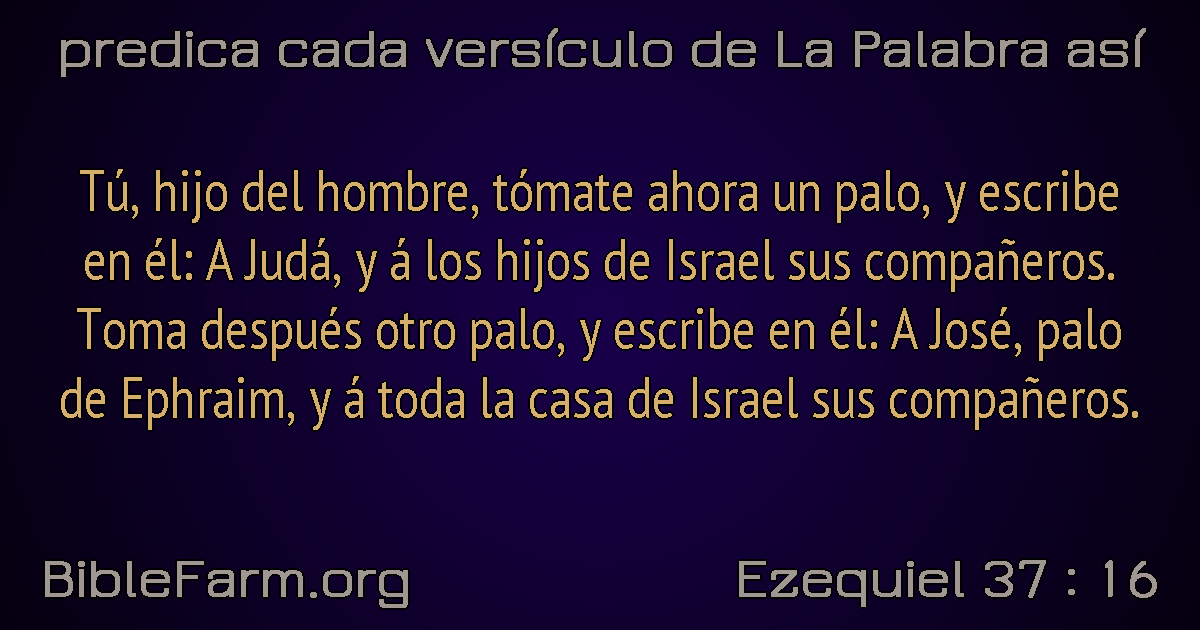 predica cada versículo de La Palabra así
Tú, hijo del hombre, tómate ahora un palo, y escribe
en él: A Judá, y á los hijos de Israel sus compañeros.
Toma después otro palo, y escribe en él: A José, palo
de Ephraim, y á toda la casa de Israel sus compañeros.
BibleFarm.org
Ezequiel 37 : 16